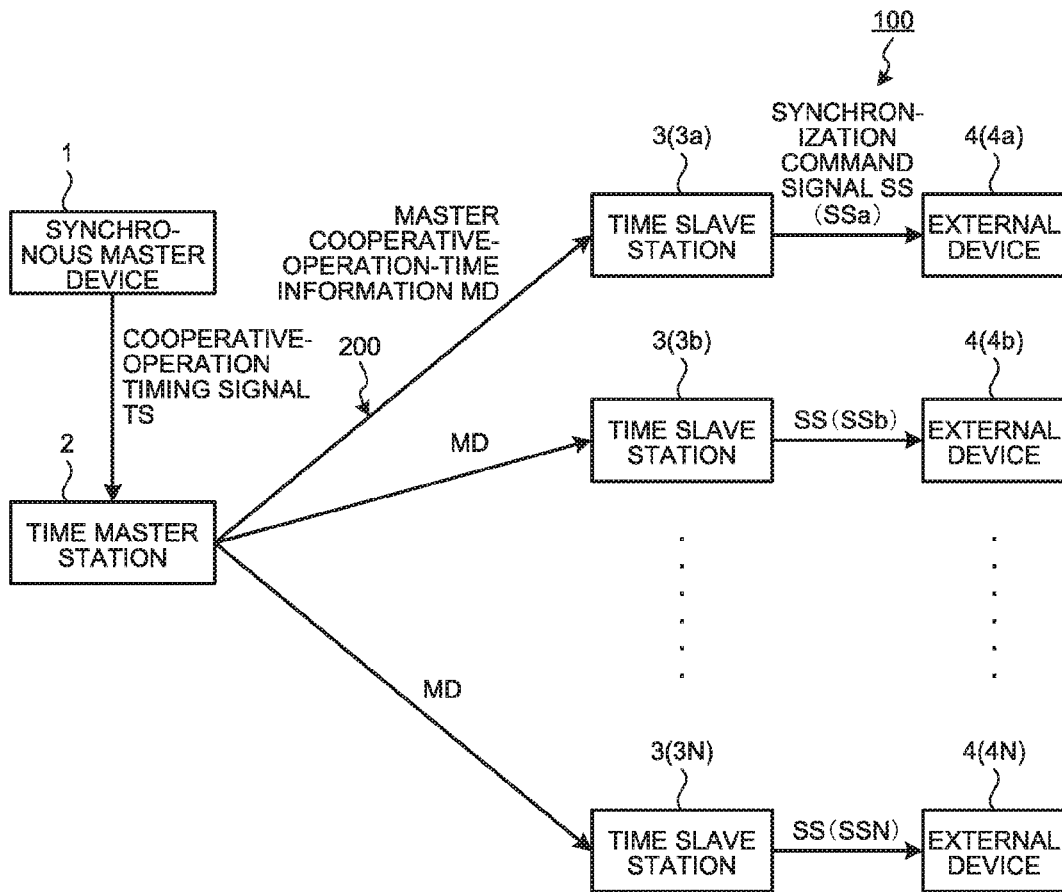 100
1
SYNCHRO-
NOUS MASTER
DEVICE
COOPERATIVE-
OPERATION
TIMING SIGNAL
TS
2
TIME MASTER
STATION
MASTER
COOPERATIVE-
OPERATION-TIME
INFORMATION MD
200
MD
MD
3(3a)
TIME SLAVE
STATION
SYNCHRON-
IZATION
COMMAND
SIGNAL SS
(SSa)
4(4a)
EXTERNAL
DEVICE
3(3b)
TIME SLAVE
STATION
SS (SSb)
4(4b)
EXTERNAL
DEVICE
3(3N)
TIME SLAVE
STATION
SS (SSN)
4(4N)
EXTERNAL
DEVICE